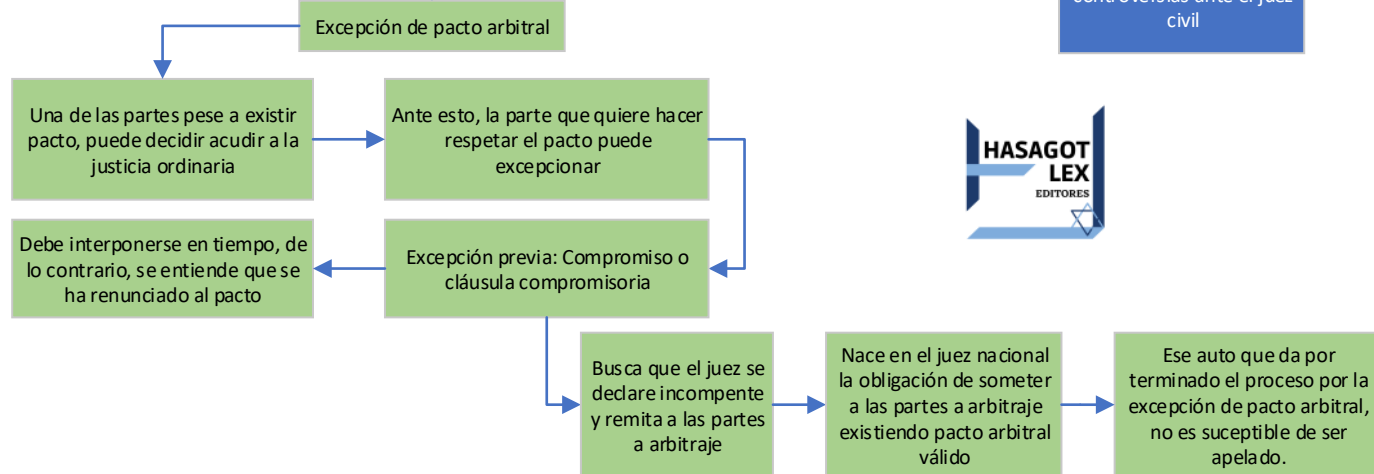 controversias ante el juez
civil
Excepción de pacto arbitral
Una de las partes pese a existir
pacto, puede decidir acudir a la
justicia ordinaria
Ante esto, la parte que quiere hacer
respetar el pacto puede
excepcionar
HASAGOT
LEX
EDITORES
Debe interponerse en tiempo, de
lo contrario, se entiende que se
ha renunciado al pacto
Excepción previa: Compromiso o
cláusula compromisoria
Busca que el juez se
declare incompente
y remita a las partes
a arbitraje
Nace en el juez nacional
la obligación de someter
a las partes a arbitraje
existiendo pacto arbitral
válido
Ese auto que da por
terminado el proceso por la
excepción de pacto arbitral,
no es suceptible de ser
apelado.